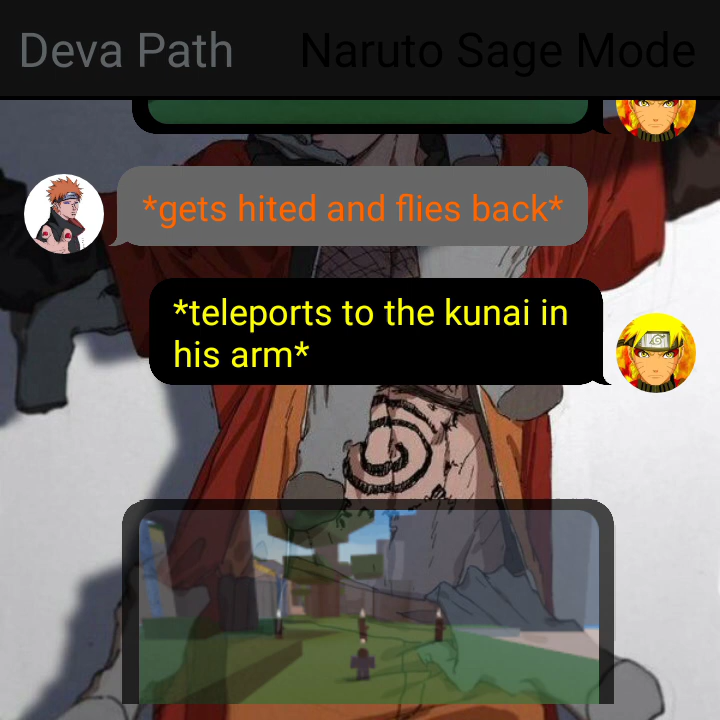 Deva Path
Naruto Sage Mode
*gets hited and flies back*
*teleports to the kunai in
his arm*